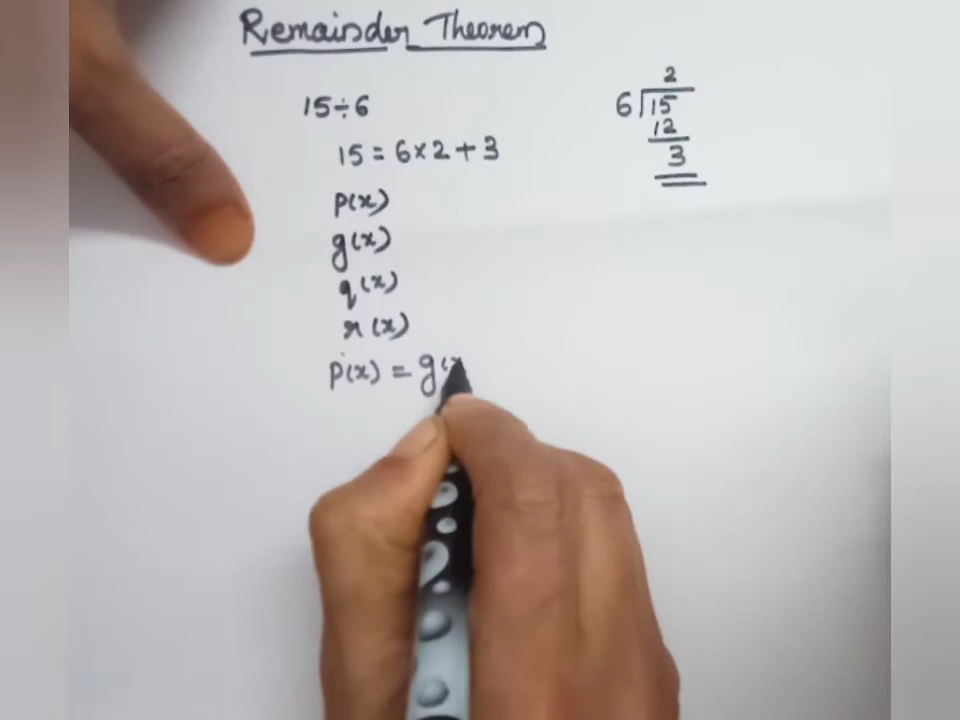 Remainder Theorem
15÷6
15 = 6×2+3
2
6)15
12
3
p(x)
g(x)
q(x)
r(x)
p(x) = g(x